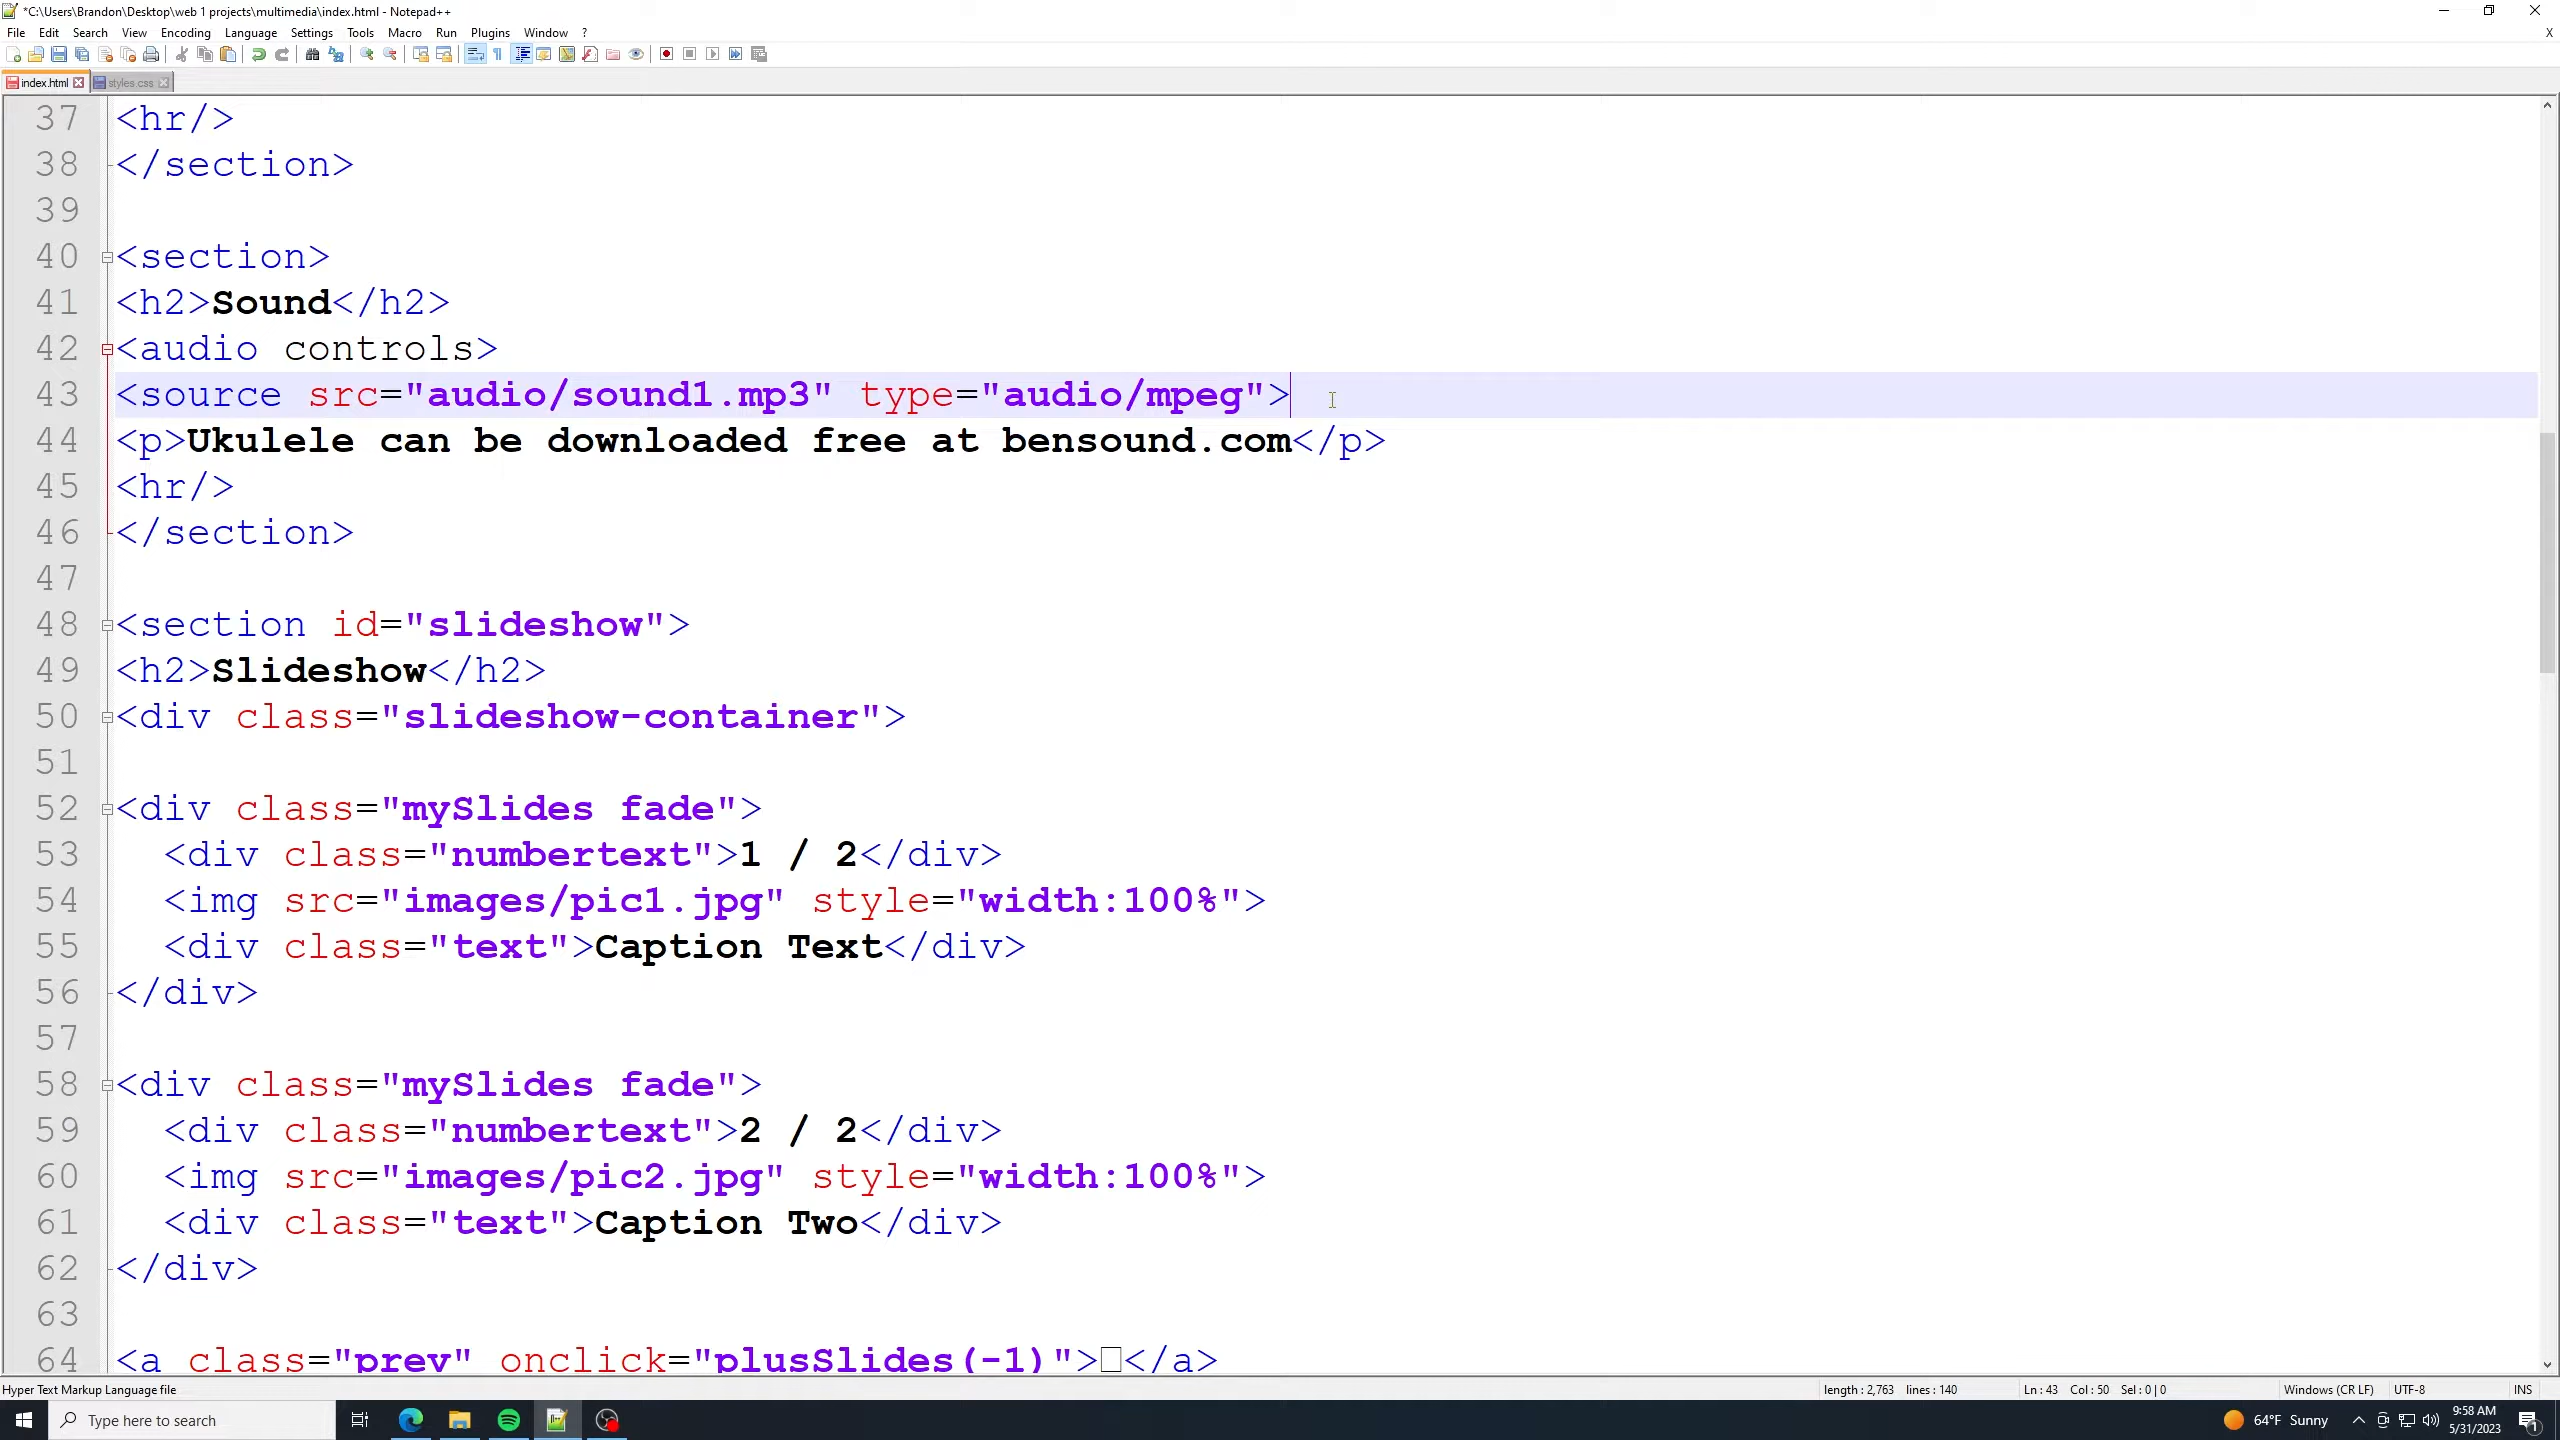 *C:\Users\Brandon\Desktop\web 1 projects\multimedia\index.html - Notepad++
File Edit Search View Encoding Language Settings Tools Macro Run Plugins Window ? X
index.html styles.css
37 <hr/>
38 </section>
39
40 <section>
41 <h2>Sound</h2>
42 <audio controls>
43 <source src="audio/sound1.mp3" type="audio/mpeg">
44 <p>Ukulele can be downloaded free at bensound.com</p>
45 <hr/>
46 </section>
47
48 <section id="slideshow">
49 <h2>Slideshow</h2>
50 <div class="slideshow-container">
51
52 <div class="mySlides fade">
53   <div class="numbertext">1 / 2</div>
54   <img src="images/pic1.jpg" style="width:100%">
55   <div class="text">Caption Text</div>
56 </div>
57
58 <div class="mySlides fade">
59   <div class="numbertext">2 / 2</div>
60   <img src="images/pic2.jpg" style="width:100%">
61   <div class="text">Caption Two</div>
62 </div>
63
64 <a class="prev" onclick="plusSlides(-1)">□</a>
Hyper Text Markup Language file length : 2,763 lines : 140 Ln : 43 Col : 50 Sel : 0 | 0 Windows (CR LF) UTF-8 INS
Type here to search 64°F Sunny 9:58 AM
5/31/2023 1